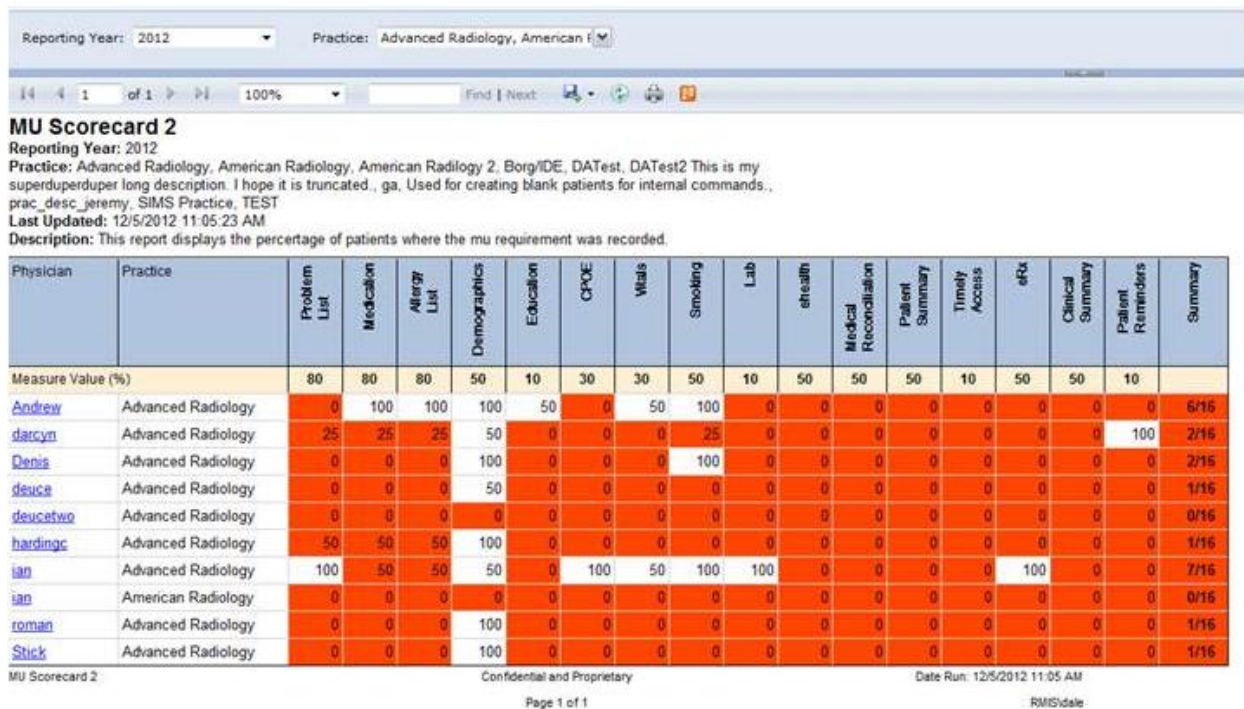 Reporting Year: 2012 Practice: Advanced Radiology, American
1 of 1 100% Find | Next
MU Scorecard 2
Reporting Year: 2012
Practice: Advanced Radiology, American Radiology, American Radilogy 2, Borg/IDE, DATest, DATest2 This is my
superduperduper long description. I hope it is truncated., ga, Used for creating blank patients for internal commands.,
prac_desc_jeremy, SIMS Practice, TEST
Last Updated: 12/5/2012 11:05:23 AM
Description: This report displays the percentage of patients where the mu requirement was recorded.
Physician Practice Problem List Medication Allergy List Demographics Education CPOE Vitals Smoking Lab ehealth Medical Reconciliation Patient Summary Timely Access eRx Clinical Summary Patient Reminders Summary
Measure Value (%) 80 80 80 50 10 30 30 50 10 50 50 50 10 50 50 10
Andrew Advanced Radiology 0 100 100 100 50 0 50 100 0 0 0 0 0 0 0 0 6/16
darcyn Advanced Radiology 25 25 25 50 0 0 0 25 0 0 0 0 0 0 0 100 2/16
Denis Advanced Radiology 0 0 0 100 0 0 0 100 0 0 0 0 0 0 0 0 2/16
deuce Advanced Radiology 0 0 0 50 0 0 0 0 0 0 0 0 0 0 0 0 1/16
deucetwo Advanced Radiology 0 0 0 0 0 0 0 0 0 0 0 0 0 0 0 0 0/16
hardingc Advanced Radiology 50 50 50 100 0 0 0 0 0 0 0 0 0 0 0 0 1/16
ian Advanced Radiology 100 50 50 50 0 100 50 100 100 0 0 0 0 100 0 0 7/16
ian American Radiology 0 0 0 0 0 0 0 0 0 0 0 0 0 0 0 0 0/16
roman Advanced Radiology 0 0 0 100 0 0 0 0 0 0 0 0 0 0 0 0 1/16
Stick Advanced Radiology 0 0 0 100 0 0 0 0 0 0 0 0 0 0 0 0 1/16
MU Scorecard 2 Confidential and Proprietary Date Run: 12/5/2012 11:05 AM
Page 1 of 1 RMIS\dale